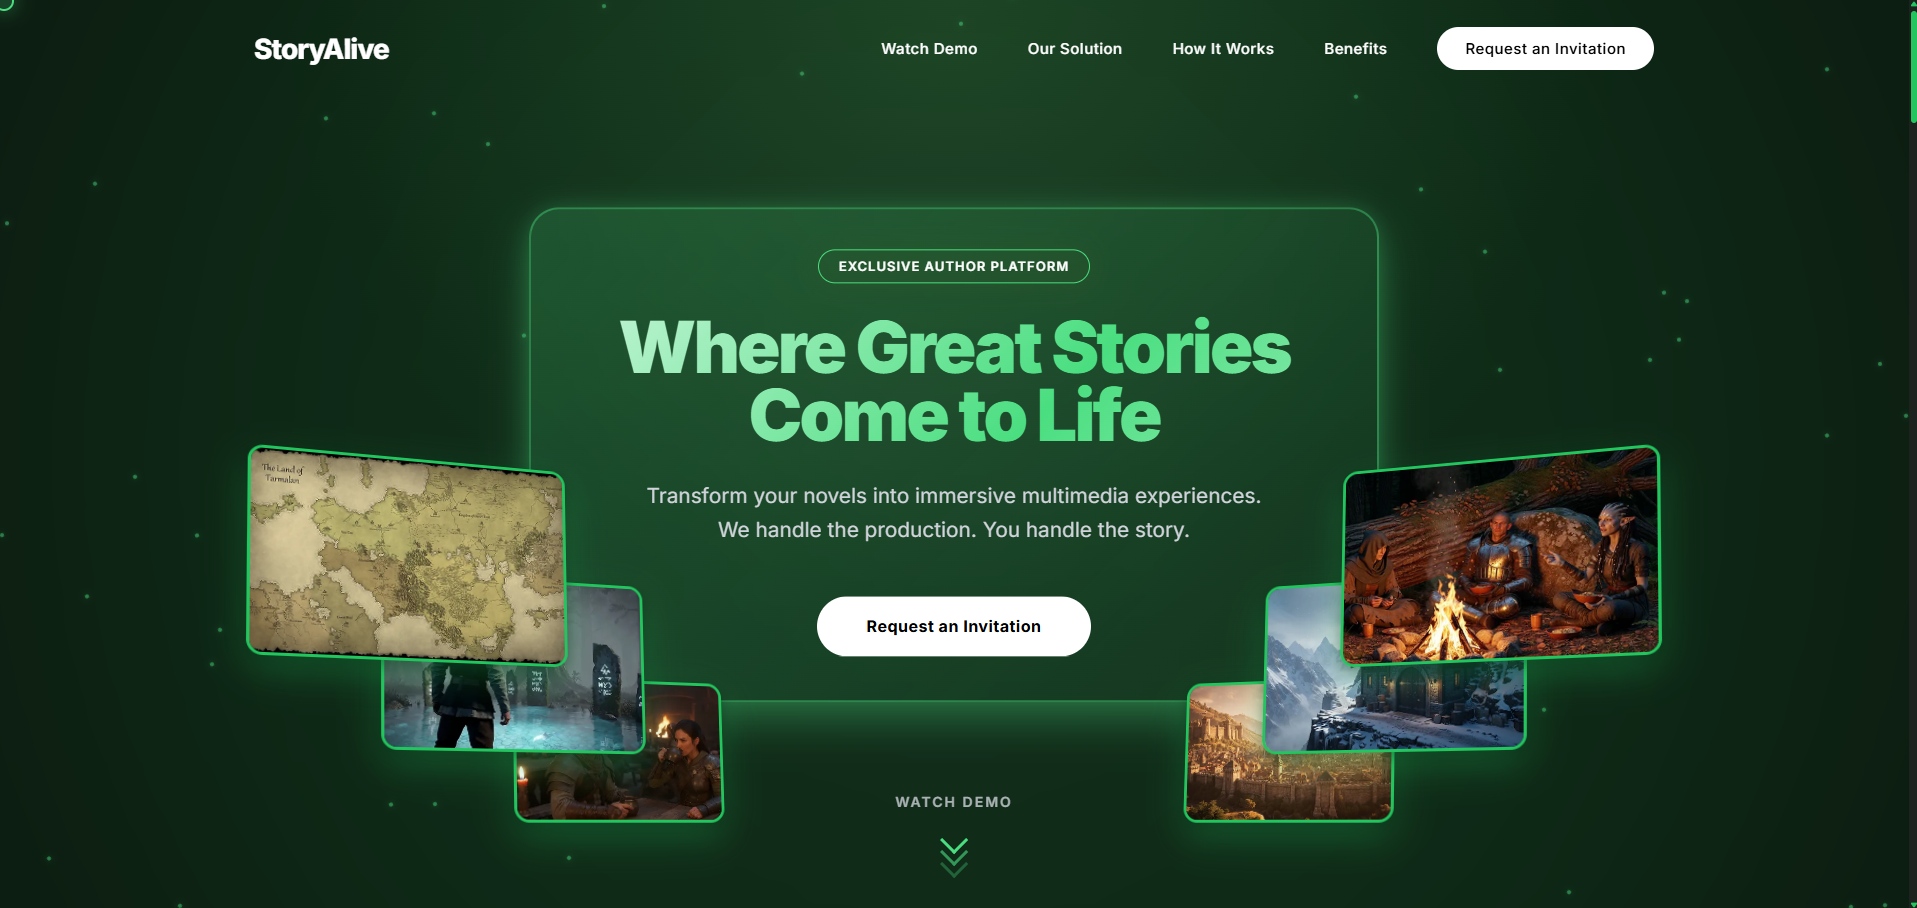 StoryAlive
Watch Demo
Our Solution
How It Works
Benefits
Request an Invitation
EXCLUSIVE AUTHOR PLATFORM
Where Great Stories
Come to Life
Transform your novels into immersive multimedia experiences.
We handle the production. You handle the story.
Request an Invitation
The Land of
Tarmalan
WATCH DEMO